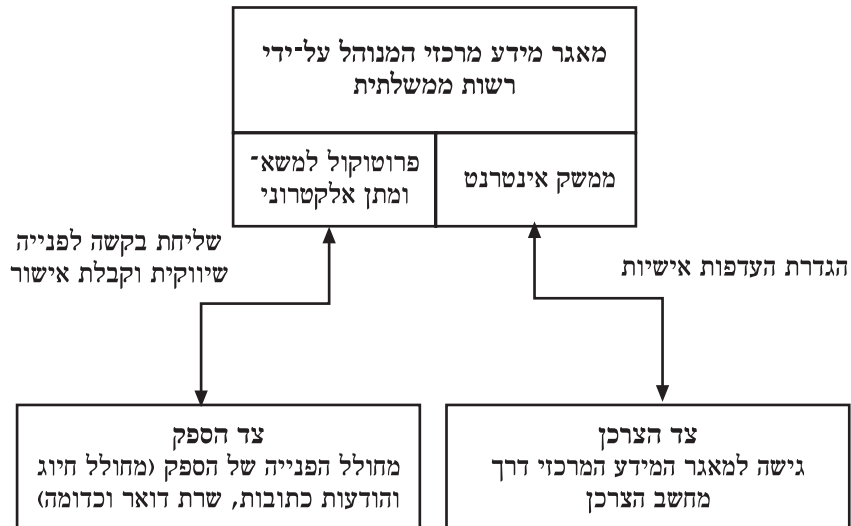 מאגר מידע מרכזי המנוהל על־ידי
רשות ממשלתית
ממשק אינטרנט
פרוטוקול למשא־
ומתן אלקטרוני
הגדרת העדפות אישיות
שליחת בקשה לפנייה
שיווקית וקבלת אישור
צד הצרכן
גישה למאגר המידע המרכזי דרך
מחשב הצרכן
צד הספק
מחולל הפנייה של הספק (מחולל חיוג
והודעות כתובות, שרת דואר וכדומה)